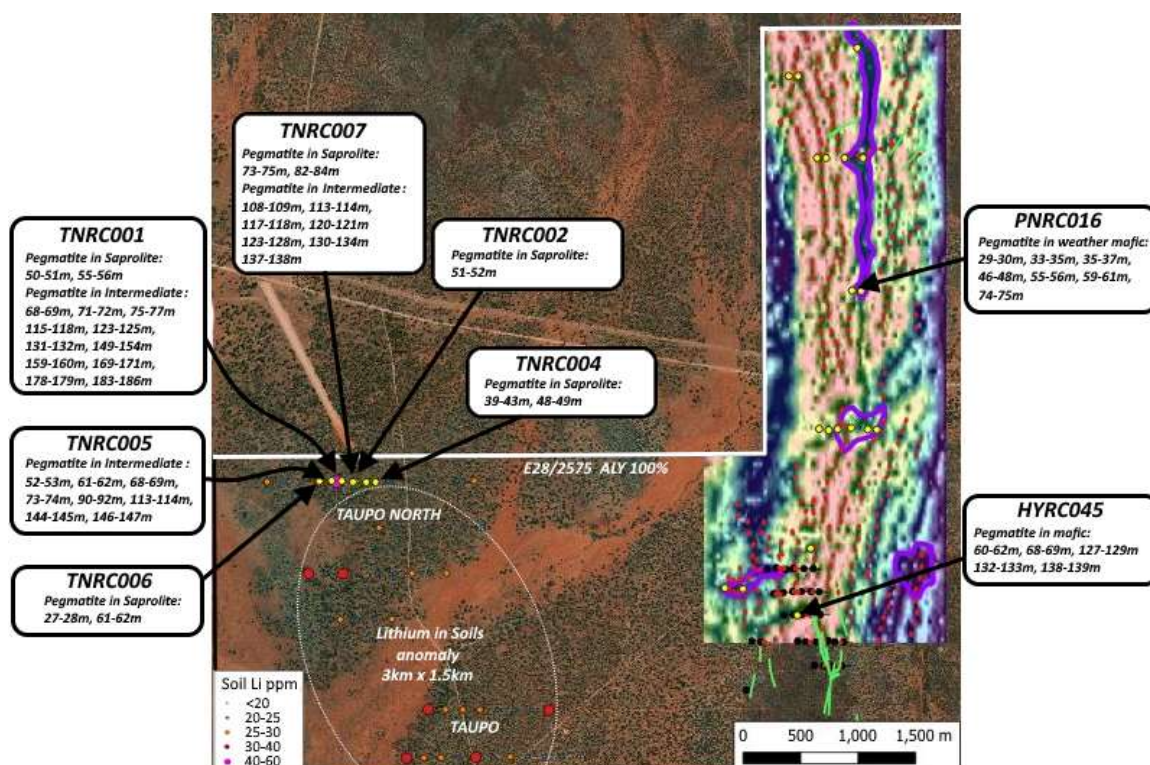 TNRC007
Pegmatite in Saprolite:
73-75m, 82-84m
Pegmatite in Intermediate :
108-109m, 113-114m,
117-118m, 120-121m
123-128m, 130-134m
137-138m
TNRC001
Pegmatite in Saprolite:
50-51m, 55-56m
Pegmatite in Intermediate :
68-69m, 71-72m, 75-77m
115-118m, 123-125m,
131-132m, 149-154m
159-160m, 169-171m
178-179m, 183-186m
TNRC002
Pegmatite in Saprolite:
51-52m
PNRC016
Pegmatite in weather mafic:
29-30m, 33-35m, 35-37m,
46-48m, 55-56m, 59-61m,
74-75m
TNRC004
Pegmatite in Saprolite:
39-43m, 48-49m
TNRC005
Pegmatite in Intermediate :
52-53m, 61-62m, 68-69m,
73-74m, 90-92m, 113-114m,
144-145m, 146-147m
E28/2575 ALY 100%
TAUPO NORTH
HYRC045
Pegmatite in mafic:
60-62m, 68-69m, 127-129m
132-133m, 138-139m
TNRC006
Pegmatite in Saprolite:
27-28m, 61-62m
Lithium in Soils
anomaly
3km x 1.5km
TAUPO
Soil Li ppm
<20
20-25
25-30
30-40
40-60
0 500 1,000 1,500 m